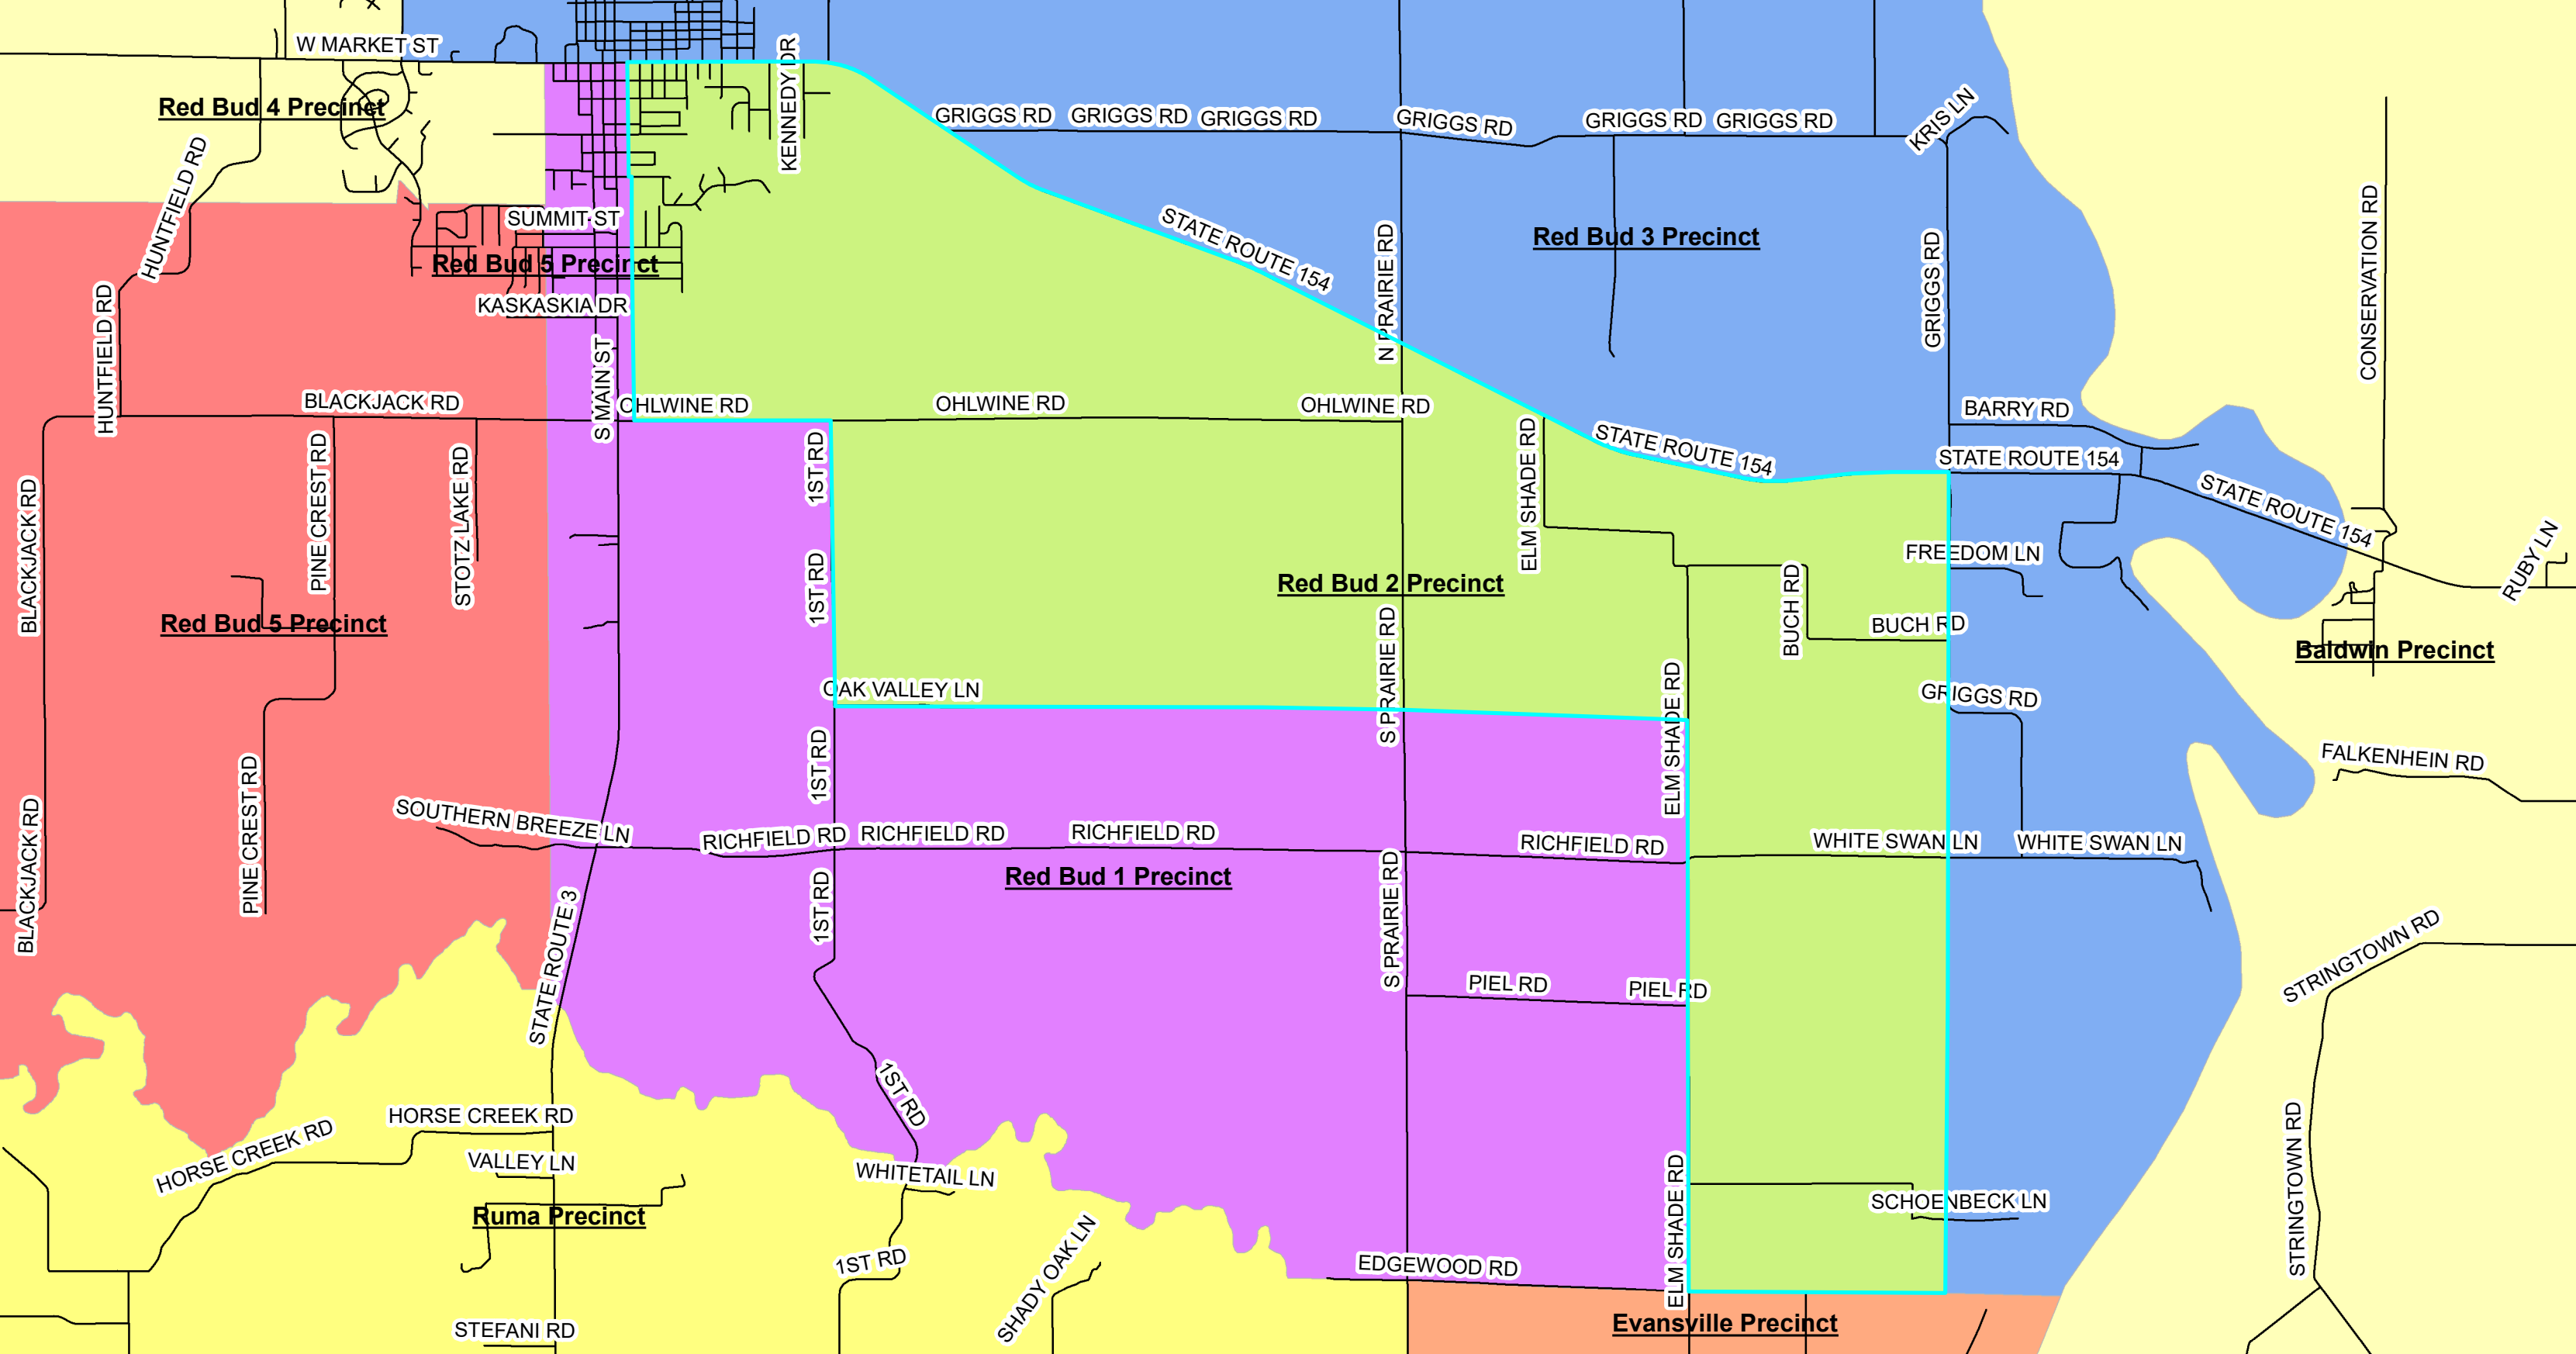 W MARKET ST
KENNEDY DR
Red Bud 4 Precinct
GRIGGS RD
GRIGGS RD
GRIGGS RD
GRIGGS RD
GRIGGS RD
GRIGGS RD
KRIS LN
HUNTFIELD RD
SUMMIT ST
STATE ROUTE 154
N PRAIRIE RD
Red Bud 3 Precinct
GRIGGS RD
CONSERVATION RD
Red Bud 5 Precinct
KASKASKIA DR
HUNTFIELD RD
S MAIN ST
BLACKJACK RD
OHLWINE RD
OHLWINE RD
OHLWINE RD
BARRY RD
STATE ROUTE 154
STATE ROUTE 154
STATE ROUTE 154
1ST RD
ELM SHADE RD
PINE CREST RD
STOTZ LAKE RD
BLACKJACK RD
FREEDOM LN
RUBY LN
1ST RD
Red Bud 2 Precinct
BUCH RD
BUCH RD
Red Bud 5 Precinct
Baldwin Precinct
S PRAIRIE RD
OAK VALLEY LN
GRIGGS RD
ELM SHADE RD
1ST RD
FALKENHEIN RD
PINE CREST RD
BLACKJACK RD
SOUTHERN BREEZE LN
RICHFIELD RD
RICHFIELD RD
RICHFIELD RD
RICHFIELD RD
WHITE SWAN LN
WHITE SWAN LN
Red Bud 1 Precinct
1ST RD
S PRAIRIE RD
STATE ROUTE 3
STRINGTOWN RD
PIEL RD
PIEL RD
1ST RD
HORSE CREEK RD
HORSE CREEK RD
VALLEY LN
WHITETAIL LN
STRINGTOWN RD
ELM SHADE RD
SCHOENBECK LN
Ruma Precinct
1ST RD
SHADY OAK LN
EDGEWOOD RD
STEFANI RD
Evansville Precinct